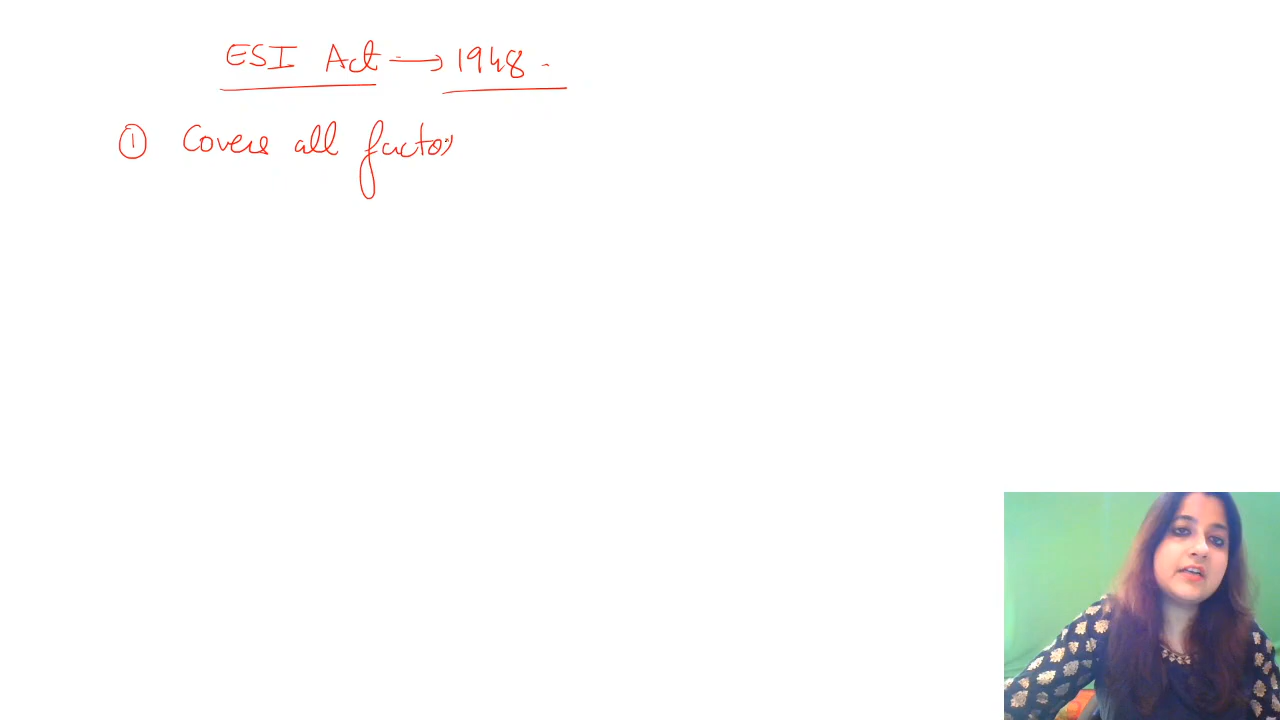 ESI Act → 1948.
① Covers all factor